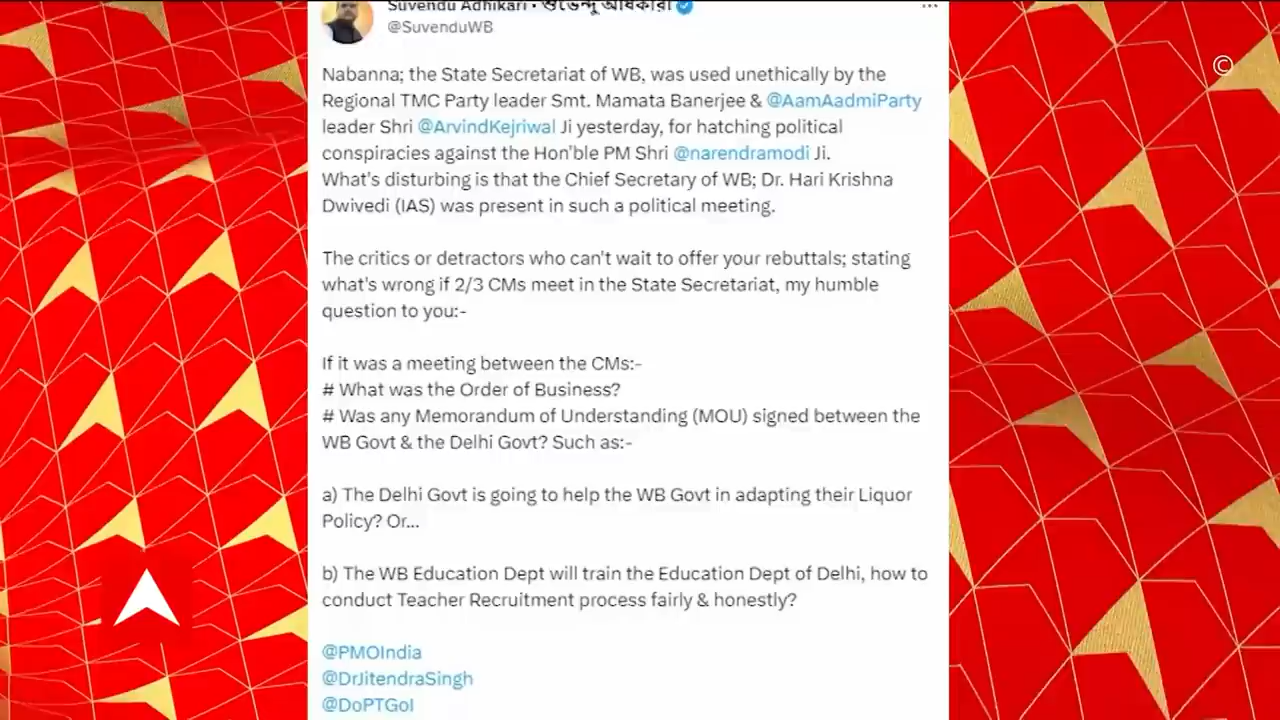 Suvendu Adhikari • শুভেন্দু অধিকারী
@SuvenduWB
Nabanna; the State Secretariat of WB, was used unethically by the
Regional TMC Party leader Smt. Mamata Banerjee & @AamAadmiParty
leader Shri @ArvindKejriwal Ji yesterday, for hatching political
conspiracies against the Hon'ble PM Shri @narendramodi Ji.
What's disturbing is that the Chief Secretary of WB; Dr. Hari Krishna
Dwivedi (IAS) was present in such a political meeting.
The critics or detractors who can't wait to offer your rebuttals; stating
what's wrong if 2/3 CMs meet in the State Secretariat, my humble
question to you:-
If it was a meeting between the CMs:-
# What was the Order of Business?
# Was any Memorandum of Understanding (MOU) signed between the
WB Govt & the Delhi Govt? Such as:-
a) The Delhi Govt is going to help the WB Govt in adapting their Liquor
Policy? Or...
b) The WB Education Dept will train the Education Dept of Delhi, how to
conduct Teacher Recruitment process fairly & honestly?
@PMOIndia
@DrJitendraSingh
@DoPTGoI
©